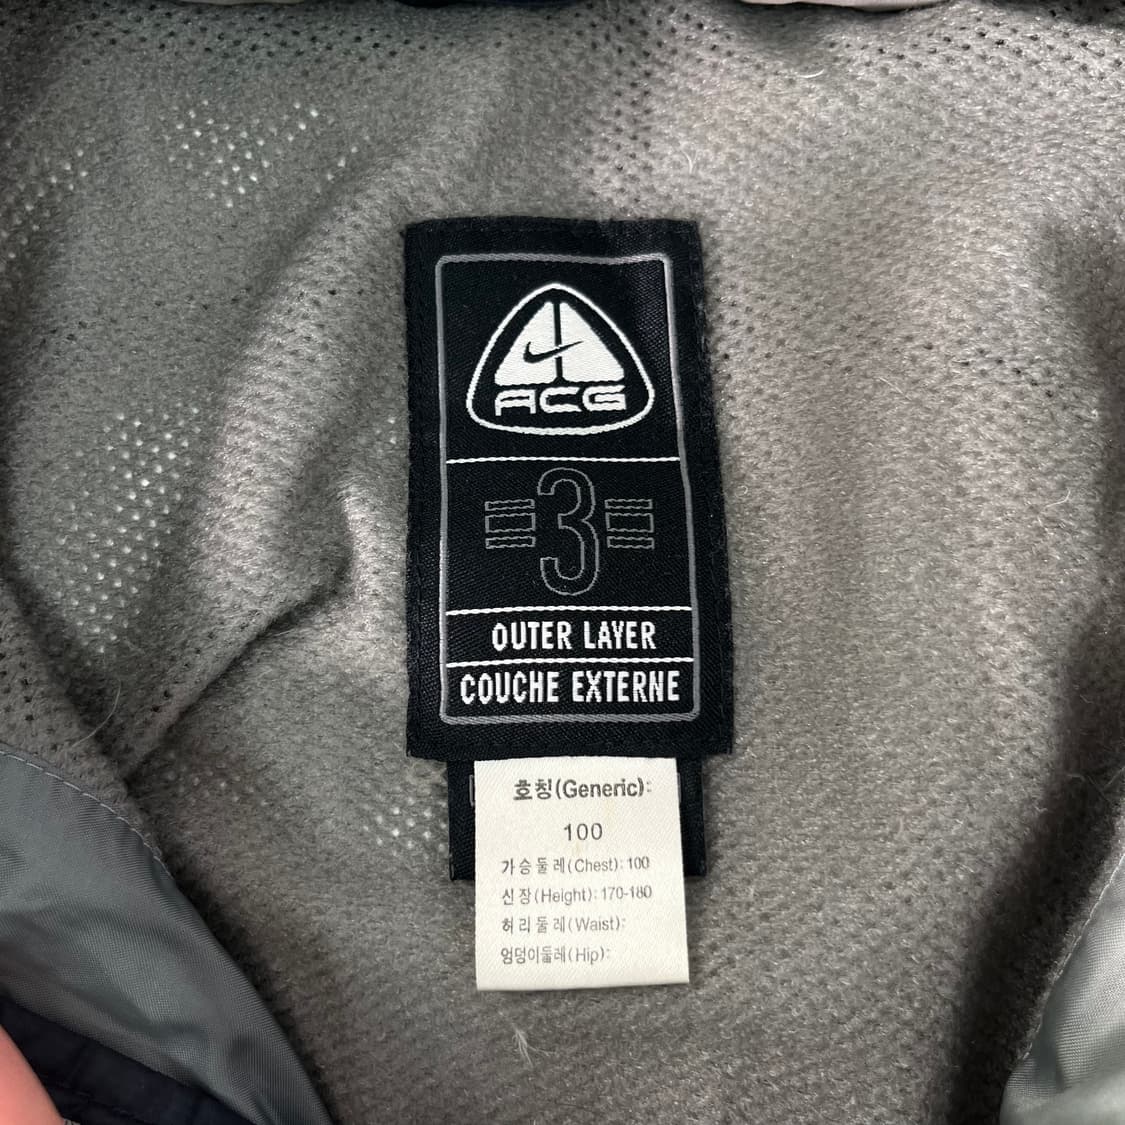 ACG
3
OUTER LAYER
COUCHE EXTERNE
호칭(Generic):
100
가슴둘레(Chest): 100
신장(Height): 170-180
허리둘레(Waist):
엉덩이둘레(Hip):